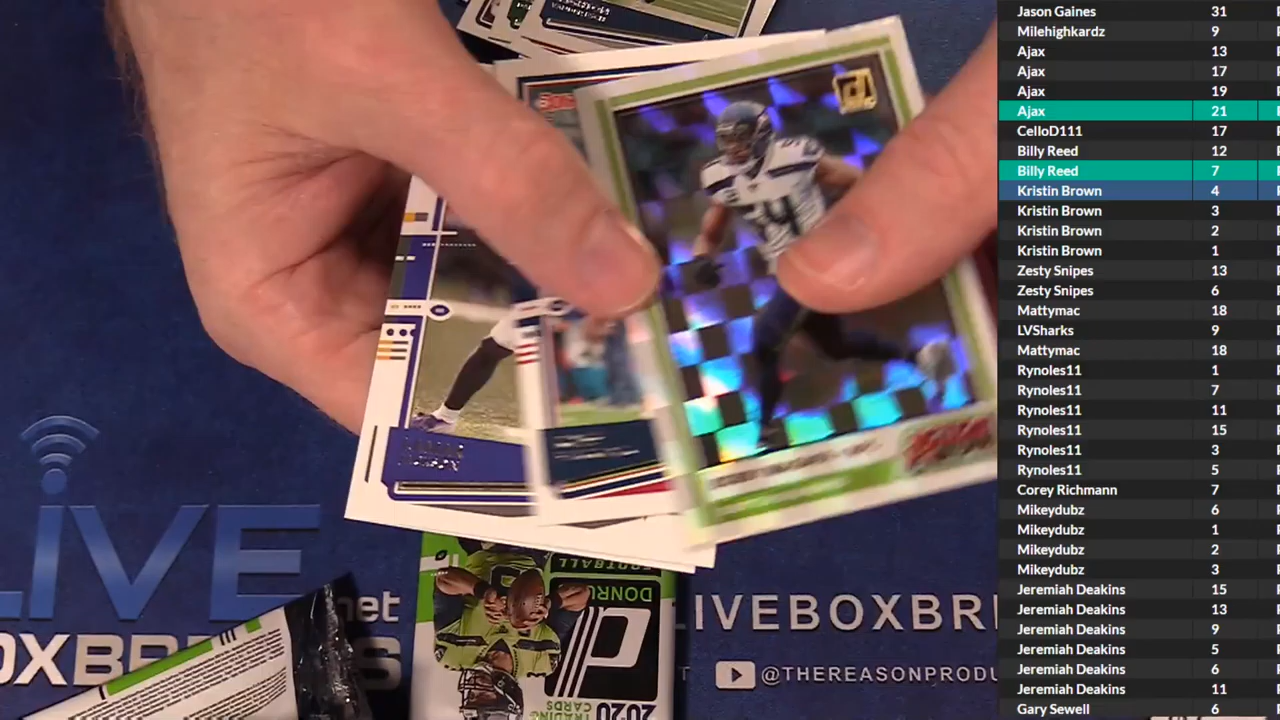 Jason Gaines 31
Milehighkardz 9
Ajax 13
Ajax 17
Ajax 19
Ajax 21
CelloD111 17
Billy Reed 12
Billy Reed 7
Kristin Brown 4
Kristin Brown 3
Kristin Brown 2
Kristin Brown 1
Zesty Snipes 13
Zesty Snipes 6
Mattymac 18
LVSharks 9
Mattymac 18
Rynoles11 1
Rynoles11 7
Rynoles11 11
Rynoles11 15
Rynoles11 3
Rynoles11 5
Corey Richmann 7
Mikeydubz 6
Mikeydubz 1
Mikeydubz 2
Mikeydubz 3
Jeremiah Deakins 15
Jeremiah Deakins 13
Jeremiah Deakins 9
Jeremiah Deakins 5
Jeremiah Deakins 6
Jeremiah Deakins 11
Gary Sewell 6
LiVE
net
OXBR
S
LIVEBOXBR
@THEREASONPRODU
FOOTBALL
DONRU
2020
TRADING
CARDS